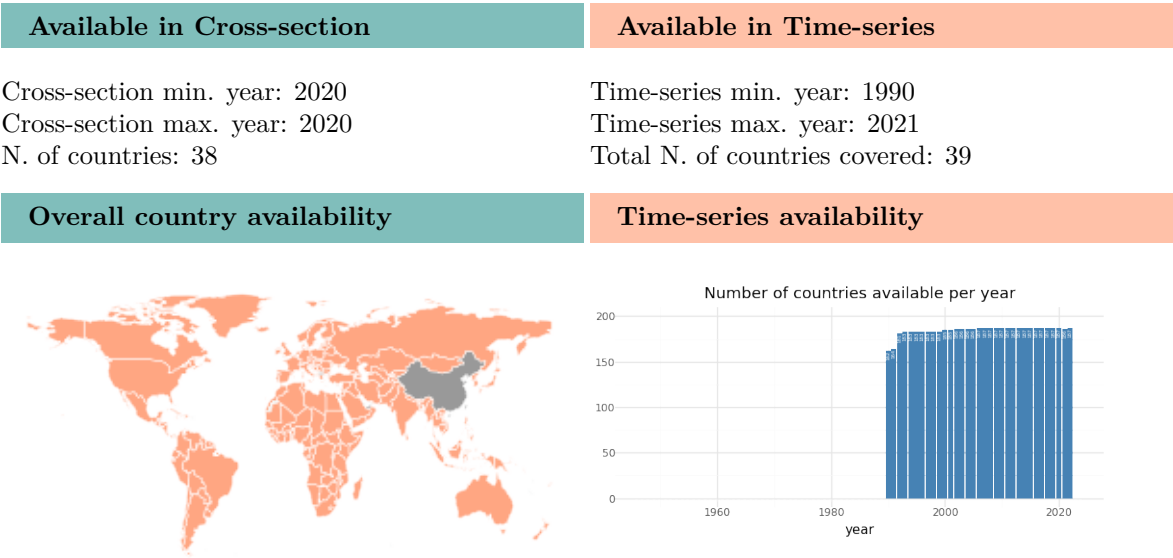 Available in Cross-section
Available in Time-series
Cross-section min. year: 2020
Cross-section max. year: 2020
N. of countries: 38
Time-series min. year: 1990
Time-series max. year: 2021
Total N. of countries covered: 39
Overall country availability
Time-series availability
Number of countries available per year
200
150
100
50
0
1960
1980
2000
2020
year